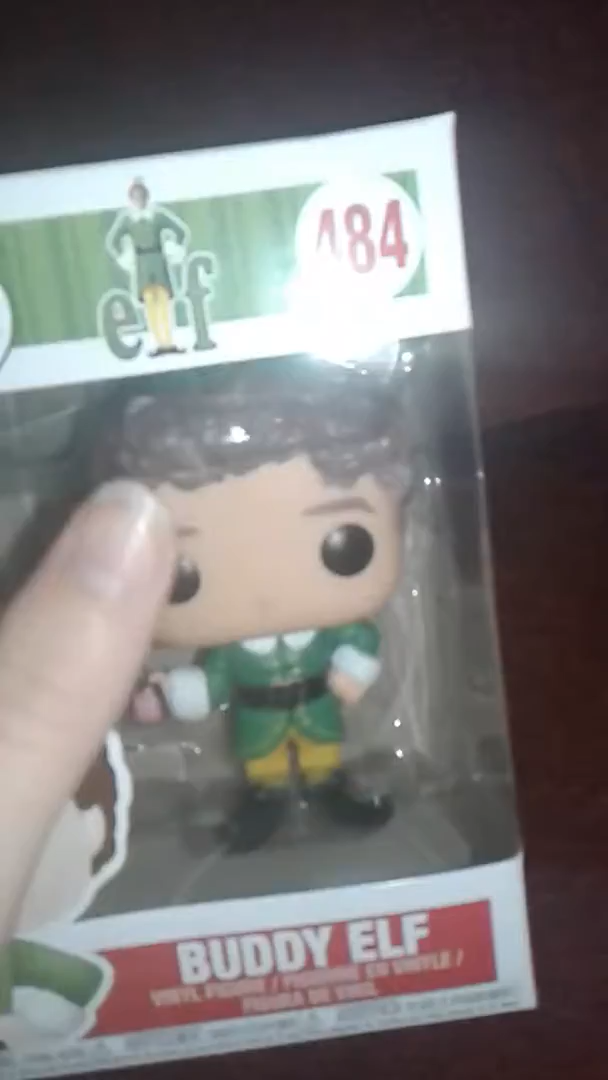 elf
484
BUDDY ELF
VINYL FIGURE / FIGURINE EN VINYLE /
FIGURA DE VINIL